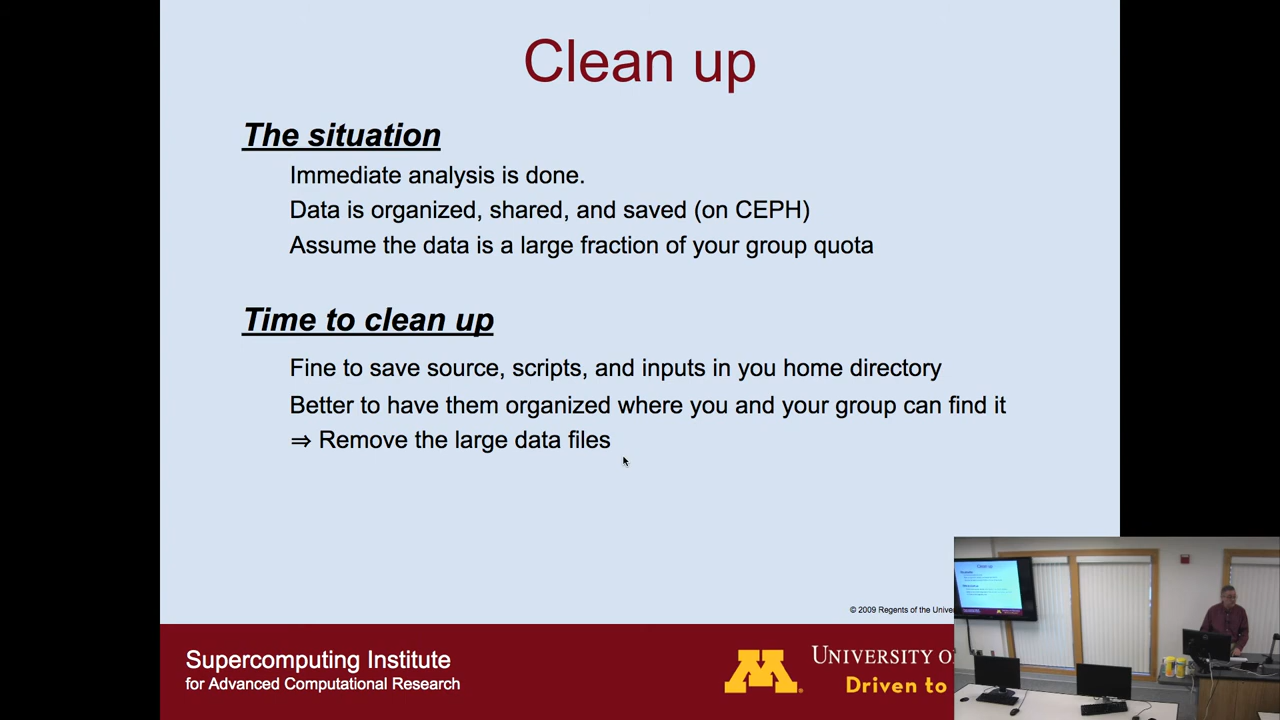 Clean up
The situation
Immediate analysis is done.
Data is organized, shared, and saved (on CEPH)
Assume the data is a large fraction of your group quota
Time to clean up
Fine to save source, scripts, and inputs in you home directory
Better to have them organized where you and your group can find it
⇒ Remove the large data files
© 2009 Regents of the
Supercomputing Institute
for Advanced Computational Research
UNIVERSITY
Driven to
Clean up